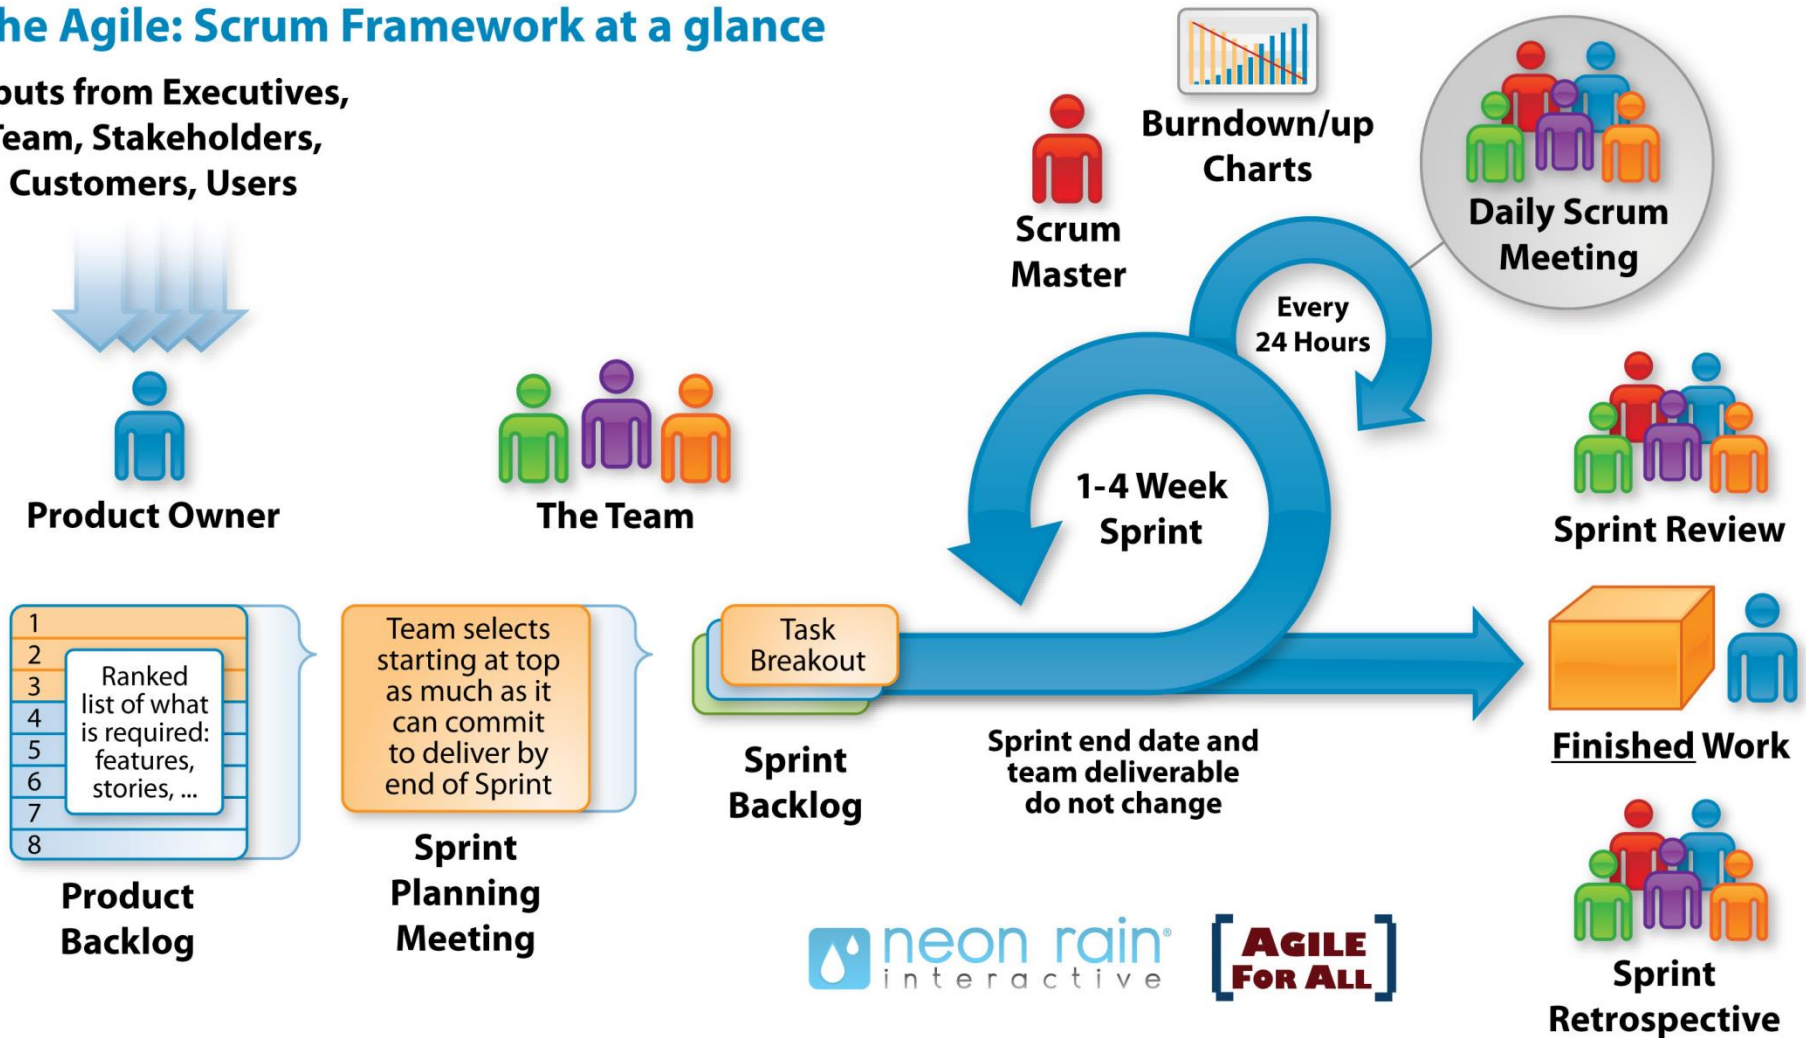 he Agile: Scrum Framework at a glance
puts from Executives,
Team, Stakeholders,
Customers, Users
Product Owner
The Team
Scrum
Master
Burndown/up
Charts
Daily Scrum
Meeting
Every
24 Hours
1-4 Week
Sprint
Sprint Review
1
2
3
4
5
6
7
8
Ranked
list of what
is required:
features,
stories, ...
Product
Backlog
Team selects
starting at top
as much as it
can commit
to deliver by
end of Sprint
Sprint
Planning
Meeting
Task
Breakout
Sprint
Backlog
Sprint end date and
team deliverable
do not change
Finished Work
Sprint
Retrospective
neon rain®
interactive
[AGILE
FOR ALL]